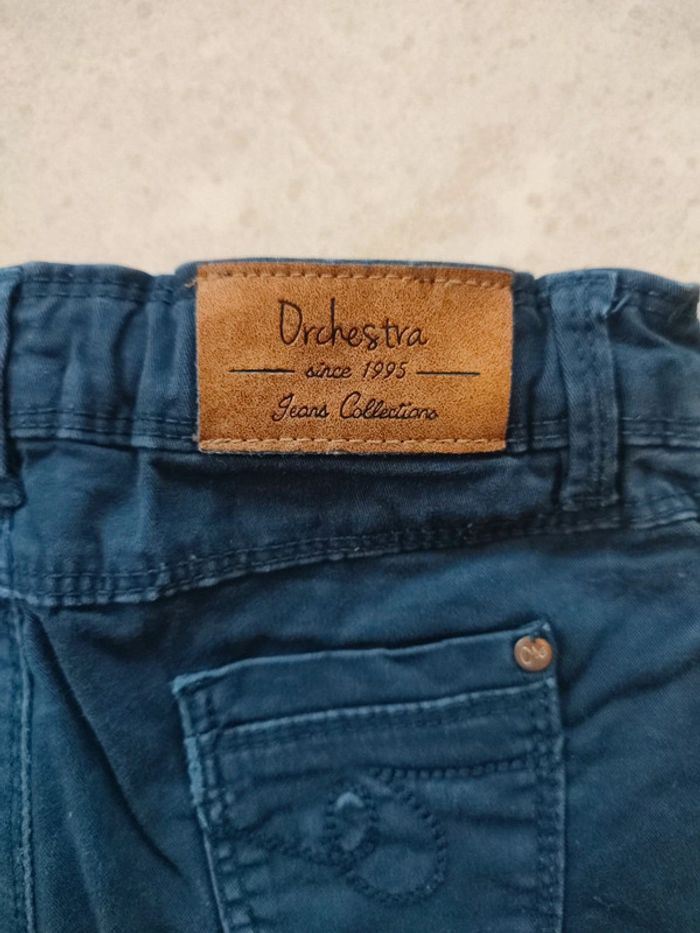 Orchestra
since 1995
Jeans Collections